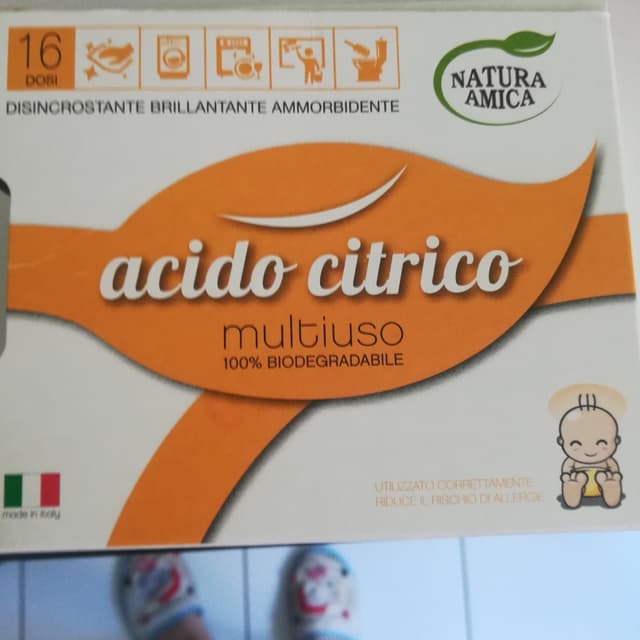 16
DOSI
DISINCROSTANTE BRILLANTANTE AMMORBIDENTE
NATURA
AMICA
acido citrico
multiuso
100% BIODEGRADABILE
UTILIZZATO CORRETTAMENTE
RIDUCE IL RISCHIO DI ALLERGIE
made in Italy